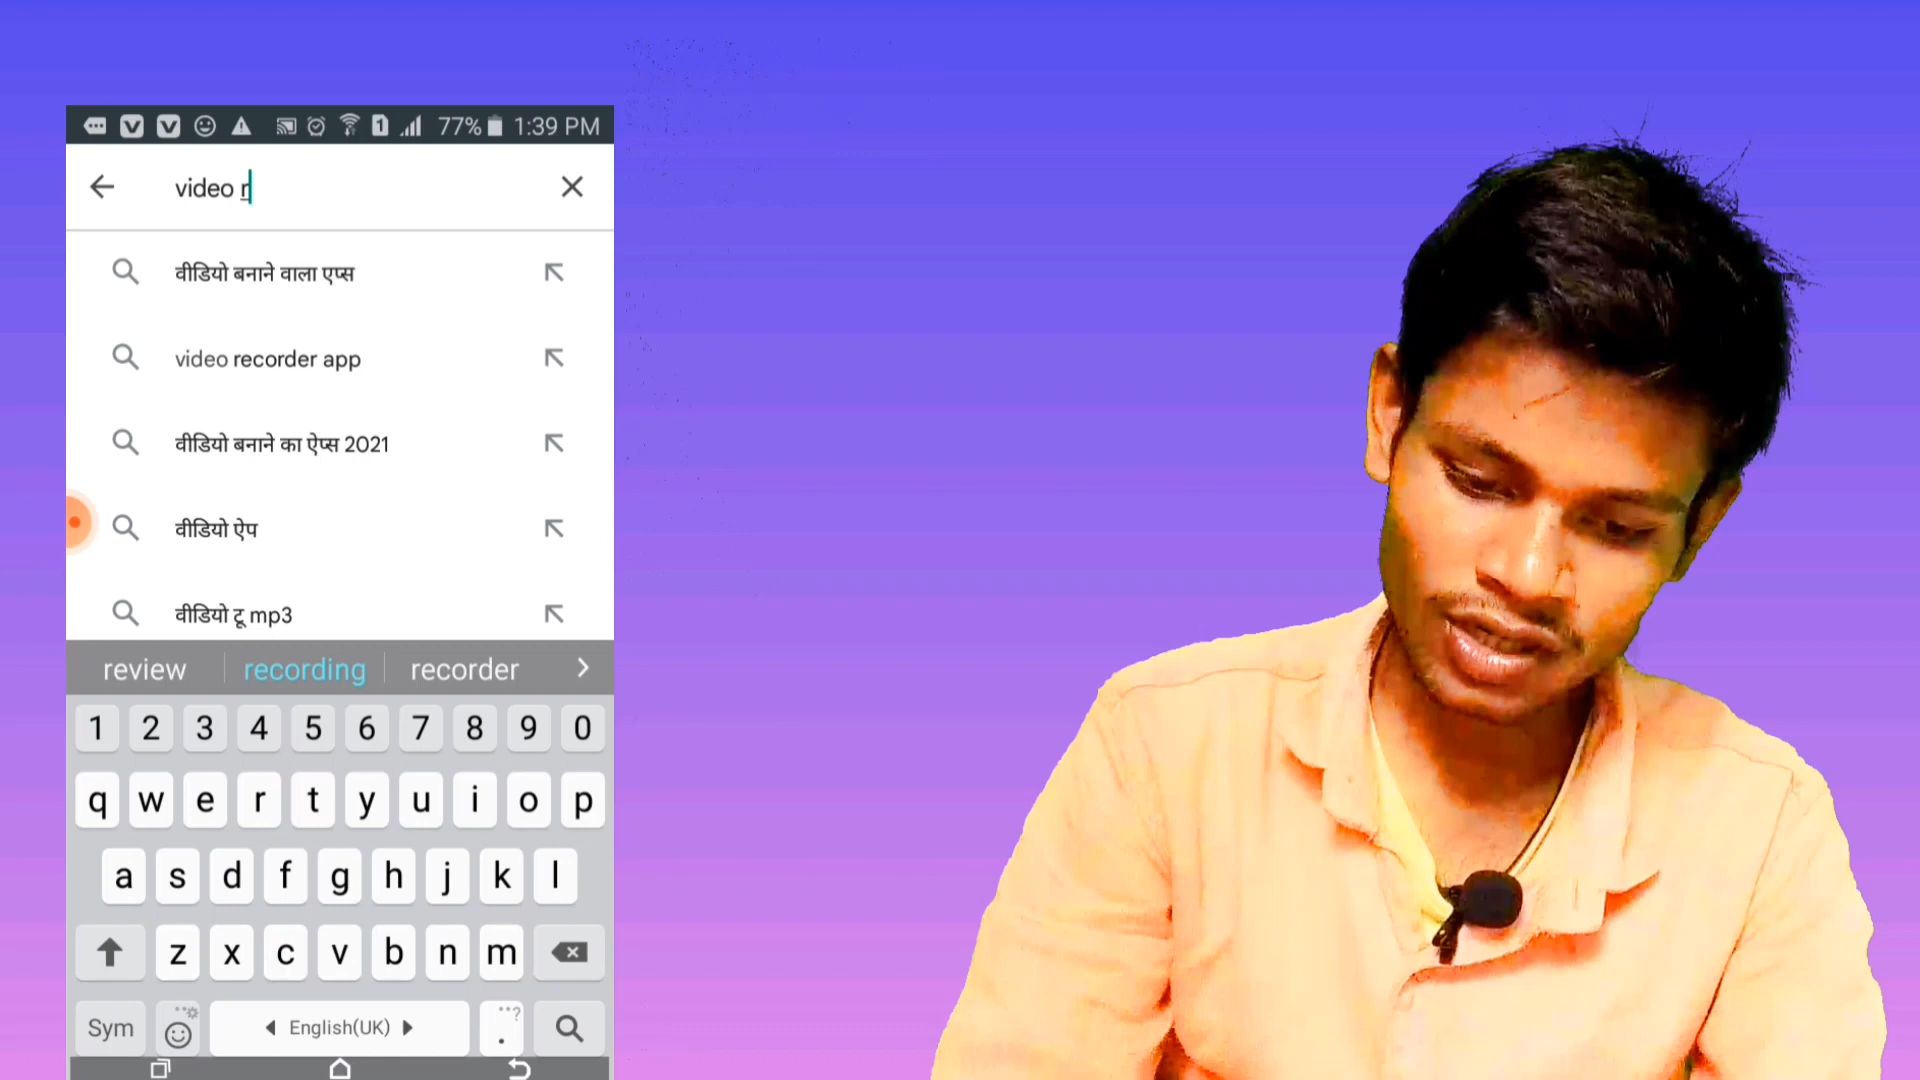 77% 1:39 PM
video r
वीडियो बनाने वाला एप्स
video recorder app
वीडियो बनाने का ऐप्स 2021
वीडियो ऐप
वीडियो टू mp3
review recording recorder
1 2 3 4 5 6 7 8 9 0
q w e r t y u i o p
a s d f g h j k l
z x c v b n m
Sym English(UK) . ?